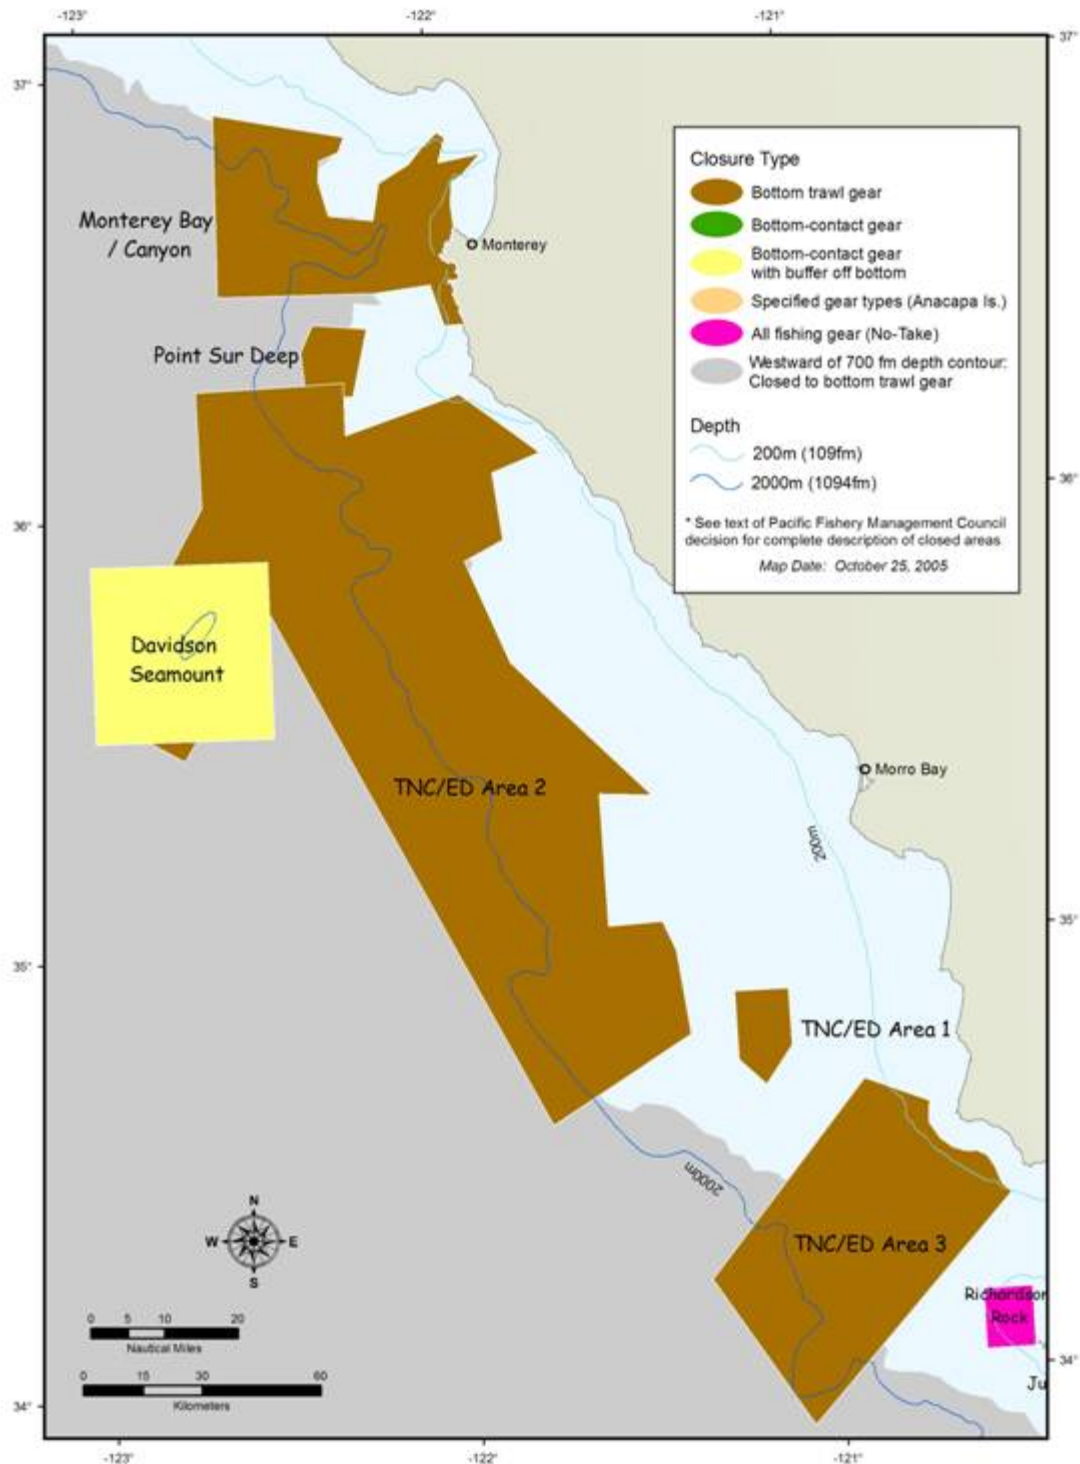 -123°
-122°
-121°
37°
37°
Monterey Bay
/ Canyon
Monterey
Point Sur Deep
Closure Type
Bottom trawl gear
Bottom-contact gear
Bottom-contact gear
with buffer off bottom
Specified gear types (Anacapa Is.)
All fishing gear (No-Take)
Westward of 700 fm depth contour:
Closed to bottom trawl gear
Depth
200m (109fm)
2000m (1094fm)
* See text of Pacific Fishery Management Council
decision for complete description of closed areas
Map Date: October 25, 2005
36°
36°
Davidson
Seamount
TNC/ED Area 2
Morro Bay
200m
35°
35°
TNC/ED Area 1
2000m
TNC/ED Area 3
Richardson
Rock
Ju
N
W
E
S
0 5 10 20
Nautical Miles
0 15 30 60
Kilometers
34°
34°
-123°
-122°
-121°